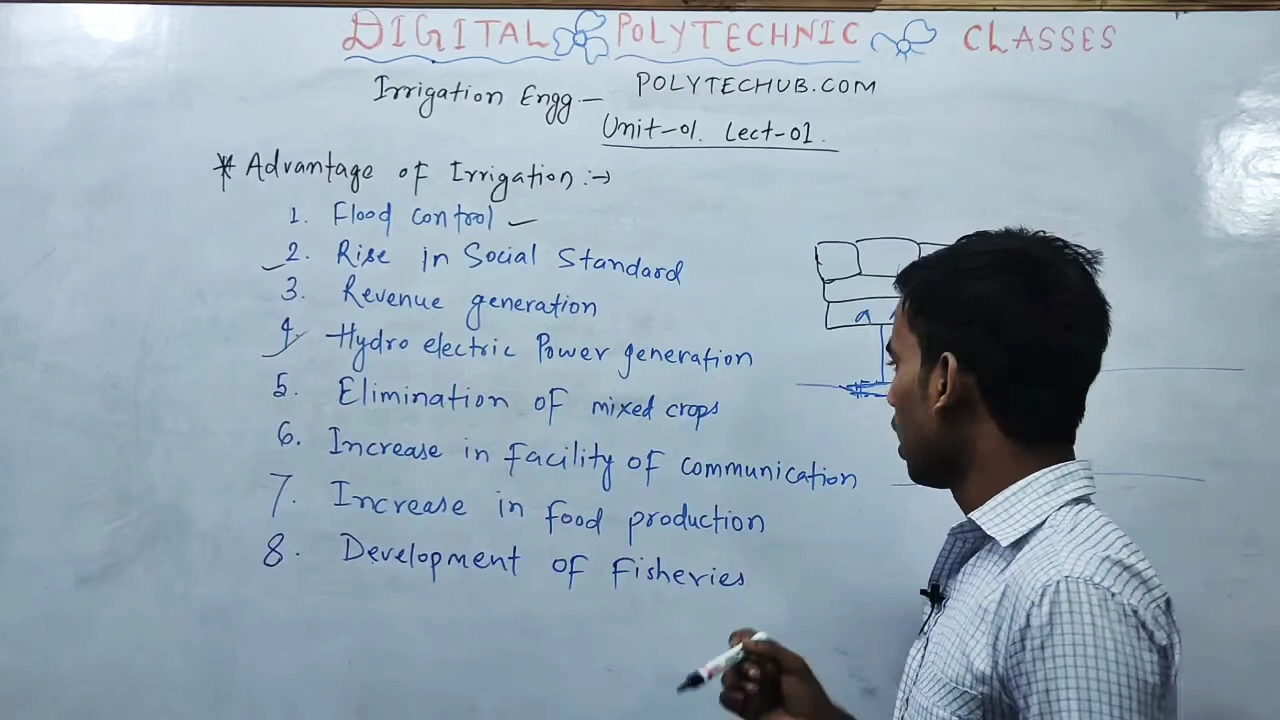 DIGITAL POLYTECHNIC CLASSES
Irrigation Engg.— POLYTECHUB.COM
Unit-01. Lect-01.
* Advantage of Irrigation :→
1. Flood control
2. Rise in Social Standard
3. Revenue generation
4. Hydro electric Power generation
5. Elimination of mixed crops
6. Increase in facility of communication
7. Increase in food production
8. Development of Fisheries